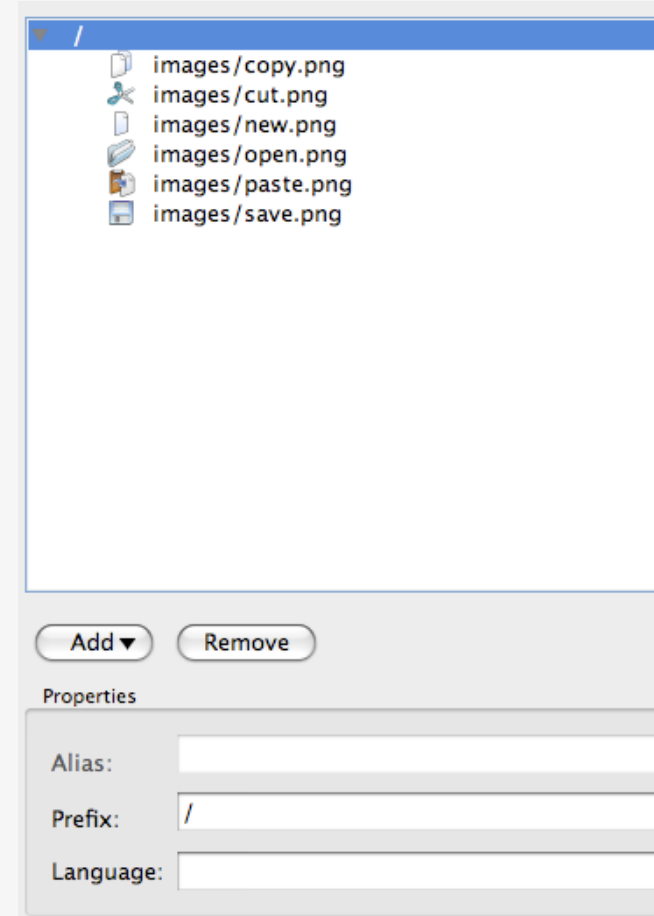 /
images/copy.png
images/cut.png
images/new.png
images/open.png
images/paste.png
images/save.png
Add Remove
Properties
Alias:
Prefix: /
Language: